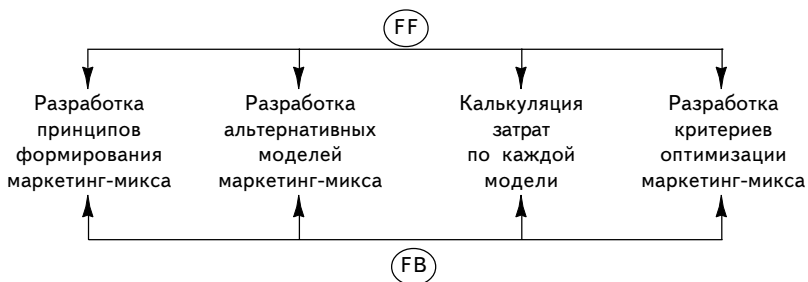 FF
Разработка
принципов
формирования
маркетинг-микса
Разработка
альтернативных
моделей
маркетинг-микса
Калькуляция
затрат
по каждой
модели
Разработка
критериев
оптимизации
маркетинг-микса
FB